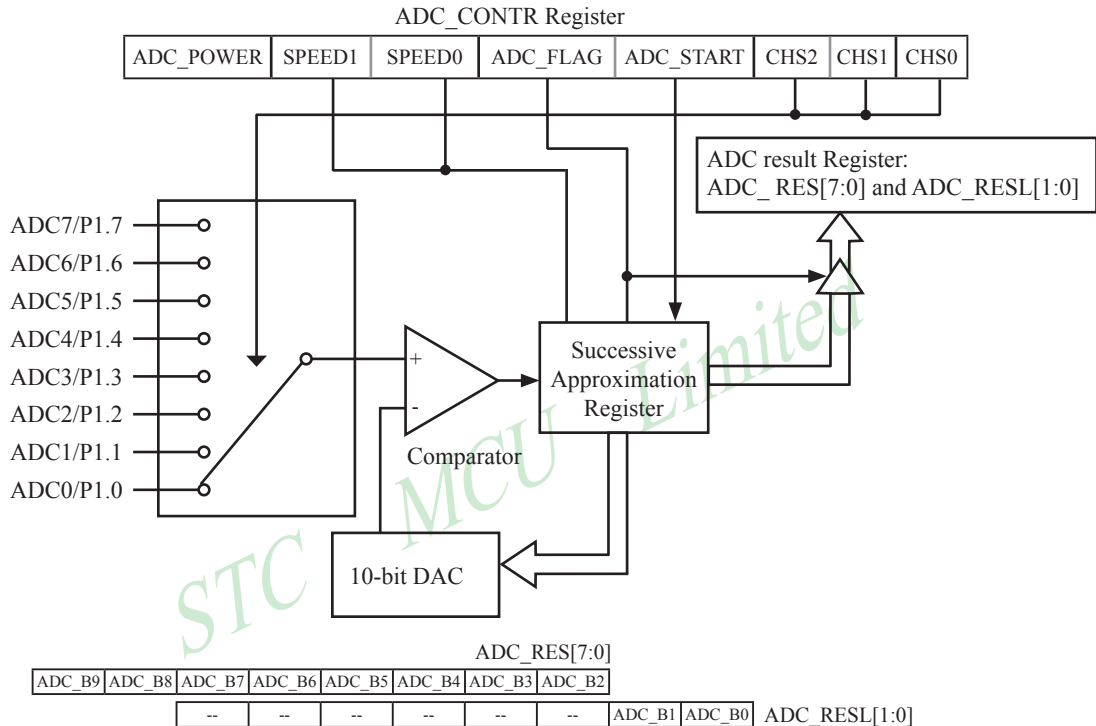 ADC_CONTR Register
ADC_POWER SPEED1 SPEED0 ADC_FLAG ADC_START CHS2 CHS1 CHS0
ADC result Register:
ADC_ RES[7:0] and ADC_RESL[1:0]
ADC7/P1.7
ADC6/P1.6
ADC5/P1.5
ADC4/P1.4
ADC3/P1.3
ADC2/P1.2
ADC1/P1.1
ADC0/P1.0
+
-
Comparator
Successive
Approximation
Register
10-bit DAC
STC MCU Limited
ADC_RES[7:0]
ADC_B9 ADC_B8 ADC_B7 ADC_B6 ADC_B5 ADC_B4 ADC_B3 ADC_B2
-- -- -- -- -- -- ADC_B1 ADC_B0 ADC_RESL[1:0]